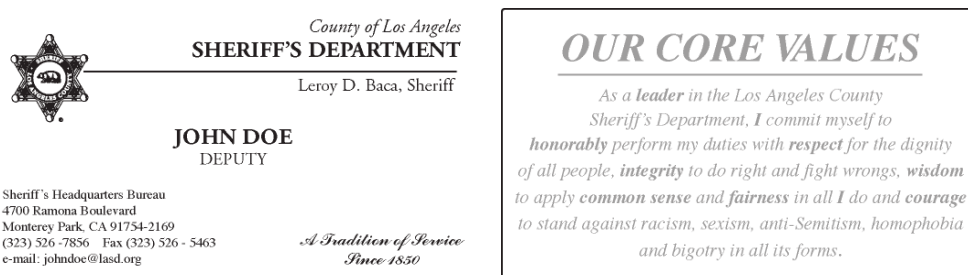 County of Los Angeles
SHERIFF'S DEPARTMENT
Leroy D. Baca, Sheriff
JOHN DOE
DEPUTY
Sheriff's Headquarters Bureau
4700 Ramona Boulevard
Monterey Park, CA 91754-2169
(323) 526 -7856 Fax (323) 526 - 5463
e-mail: johndoe@lasd.org
A Tradition of Service
Since 1850
OUR CORE VALUES
As a leader in the Los Angeles County
Sheriff's Department, I commit myself to
honorably perform my duties with respect for the dignity
of all people, integrity to do right and fight wrongs, wisdom
to apply common sense and fairness in all I do and courage
to stand against racism, sexism, anti-Semitism, homophobia
and bigotry in all its forms.